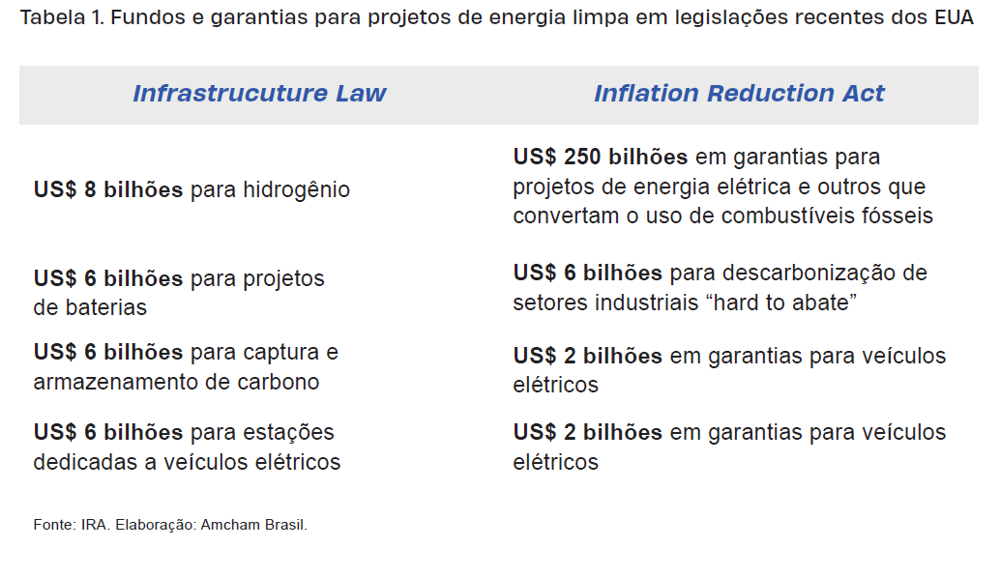 Tabela 1. Fundos e garantias para projetos de energia limpa em legislações recentes dos EUA
Infrastrucuture Law
Inflation Reduction Act
US$ 8 bilhões para hidrogênio
US$ 250 bilhões em garantias para
projetos de energia elétrica e outros que
convertam o uso de combustíveis fósseis
US$ 6 bilhões para projetos
de baterias
US$ 6 bilhões para descarbonização de
setores industriais “hard to abate”
US$ 6 bilhões para captura e
armazenamento de carbono
US$ 2 bilhões em garantias para veículos
elétricos
US$ 6 bilhões para estações
dedicadas a veículos elétricos
US$ 2 bilhões em garantias para veículos
elétricos
Fonte: IRA. Elaboração: Amcham Brasil.